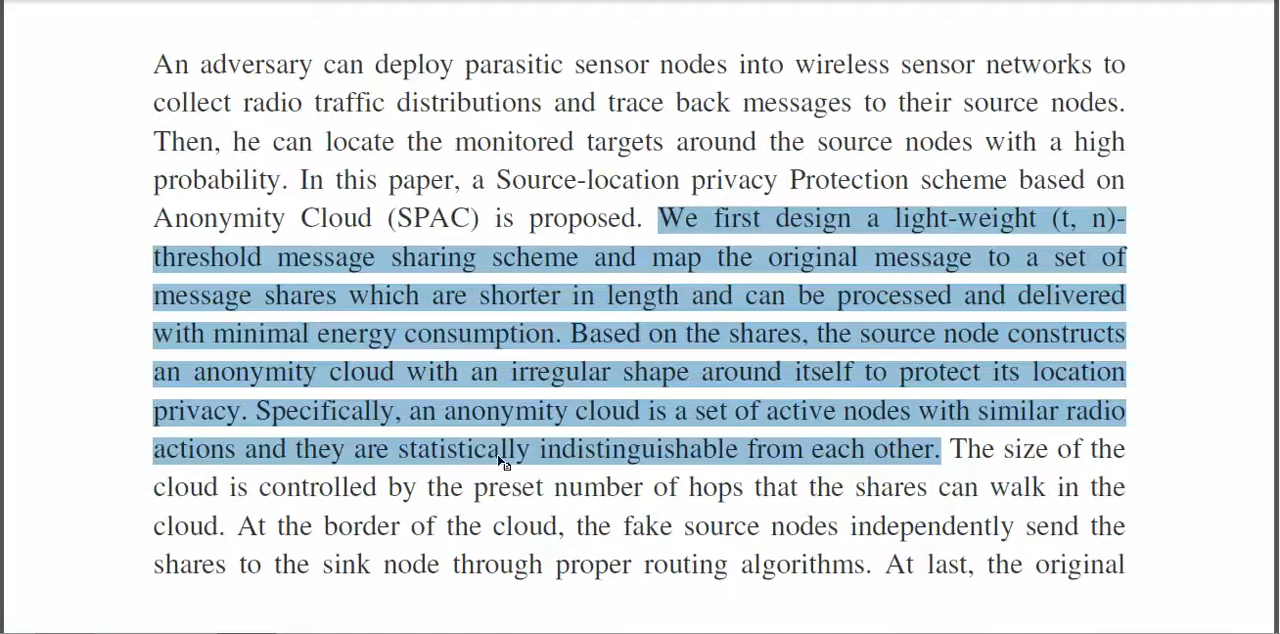 An adversary can deploy parasitic sensor nodes into wireless sensor networks to
collect radio traffic distributions and trace back messages to their source nodes.
Then, he can locate the monitored targets around the source nodes with a high
probability. In this paper, a Source-location privacy Protection scheme based on
Anonymity Cloud (SPAC) is proposed. We first design a light-weight (t, n)-
threshold message sharing scheme and map the original message to a set of
message shares which are shorter in length and can be processed and delivered
with minimal energy consumption. Based on the shares, the source node constructs
an anonymity cloud with an irregular shape around itself to protect its location
privacy. Specifically, an anonymity cloud is a set of active nodes with similar radio
actions and they are statistically indistinguishable from each other. The size of the
cloud is controlled by the preset number of hops that the shares can walk in the
cloud. At the border of the cloud, the fake source nodes independently send the
shares to the sink node through proper routing algorithms. At last, the original